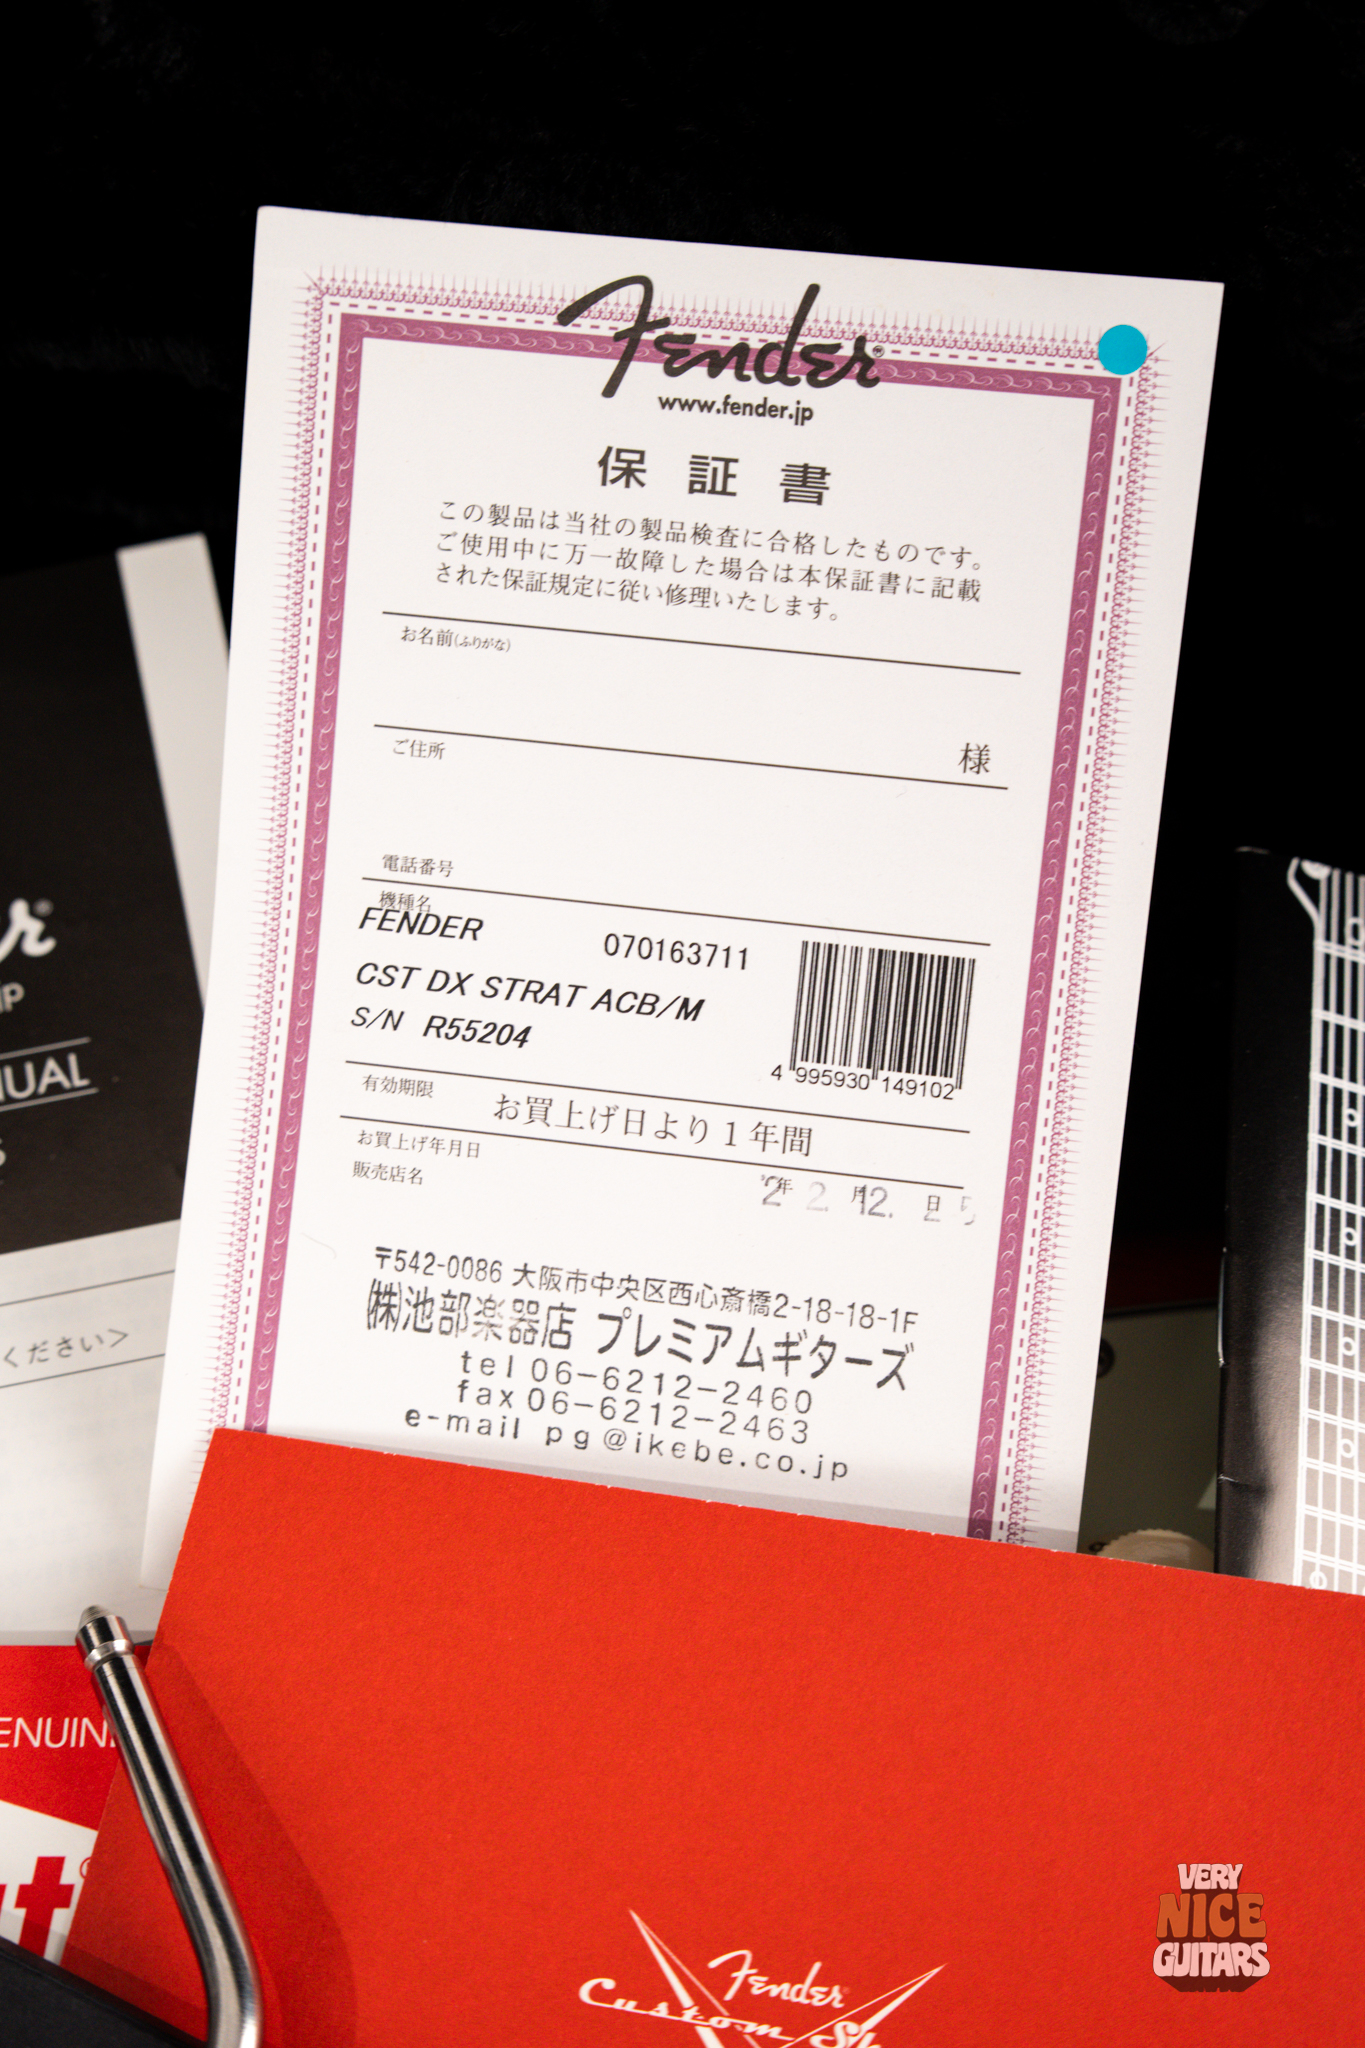 Fender®
www.fender.jp
保証書
この製品は当社の製品検査に合格したものです。
ご使用中に万一故障した場合は本保証書に記載
された保証規定に従い修理いたします。
お名前(ふりがな)
様
ご住所
電話番号
機種名
FENDER 070163711
CST DX STRAT ACB/M
S/N R55204
4 995930 149102
有効期限 お買上げ日より1年間
お買上げ年月日 年 月 日
販売店名
〒542-0086 大阪市中央区西心斎橋2-18-18-1F
㈱池部楽器店 プレミアムギターズ
tel 06-6212-2460
fax 06-6212-2463
e-mail pg@ikebe.co.jp
ください>
Fender
Custom
VERY
NICE
GUITARS